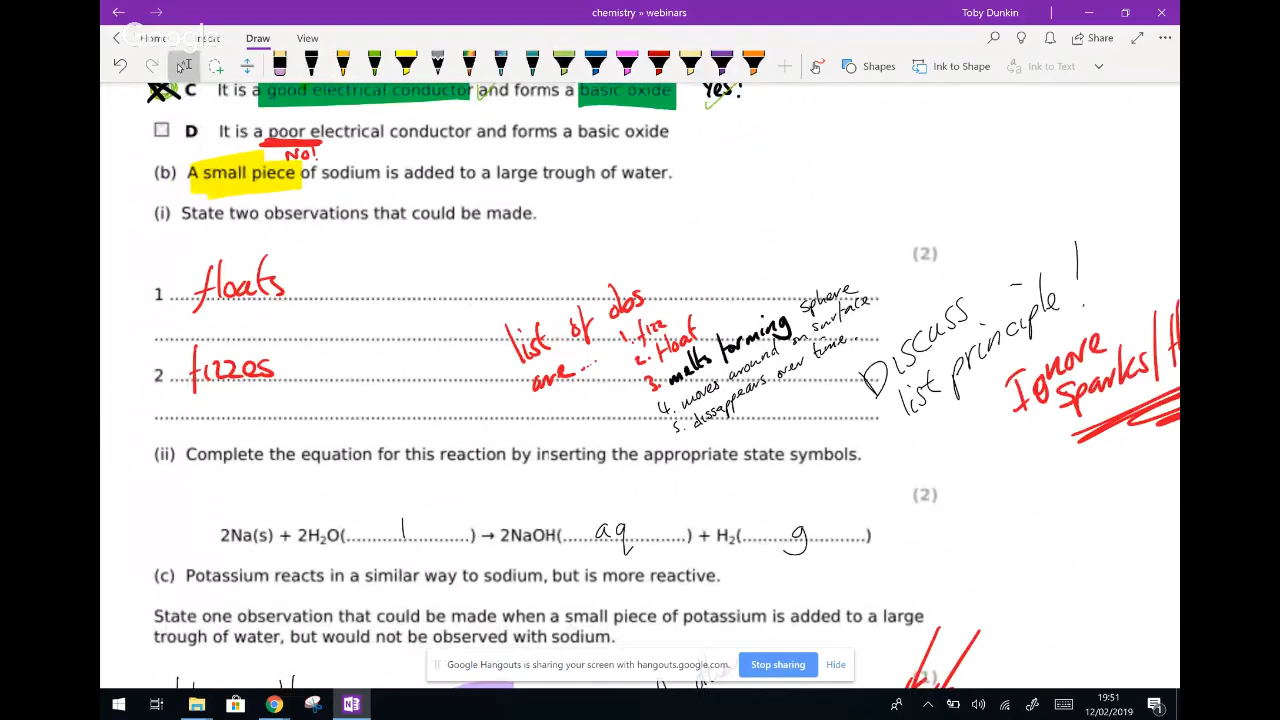 chemistry » webinars
Toby Dunkin
Google
Home Insert Draw View
Share
Shapes
Ink to Shape
Ink to Text
C It is a good electrical conductor and forms a basic oxide Yes!
D It is a poor electrical conductor and forms a basic oxide
No!
(b) A small piece of sodium is added to a large trough of water.
(i) State two observations that could be made.
(2)
1 floats
2 fizzes
list of obs
are...
1. fizz
2. float
3. melts forming sphere
4. moves around on surface
5. dissappears over time..
Discuss
list principle!
Ignore
Sparks/
(ii) Complete the equation for this reaction by inserting the appropriate state symbols.
(2)
2Na(s) + 2H₂O(....l....) → 2NaOH(....aq....) + H₂(....g....)
(c) Potassium reacts in a similar way to sodium, but is more reactive.
State one observation that could be made when a small piece of potassium is added to a large
trough of water, but would not be observed with sodium.
(1)
Google Hangouts is sharing your screen with hangouts.google.com.
Stop sharing
Hide
19:51
12/02/2019